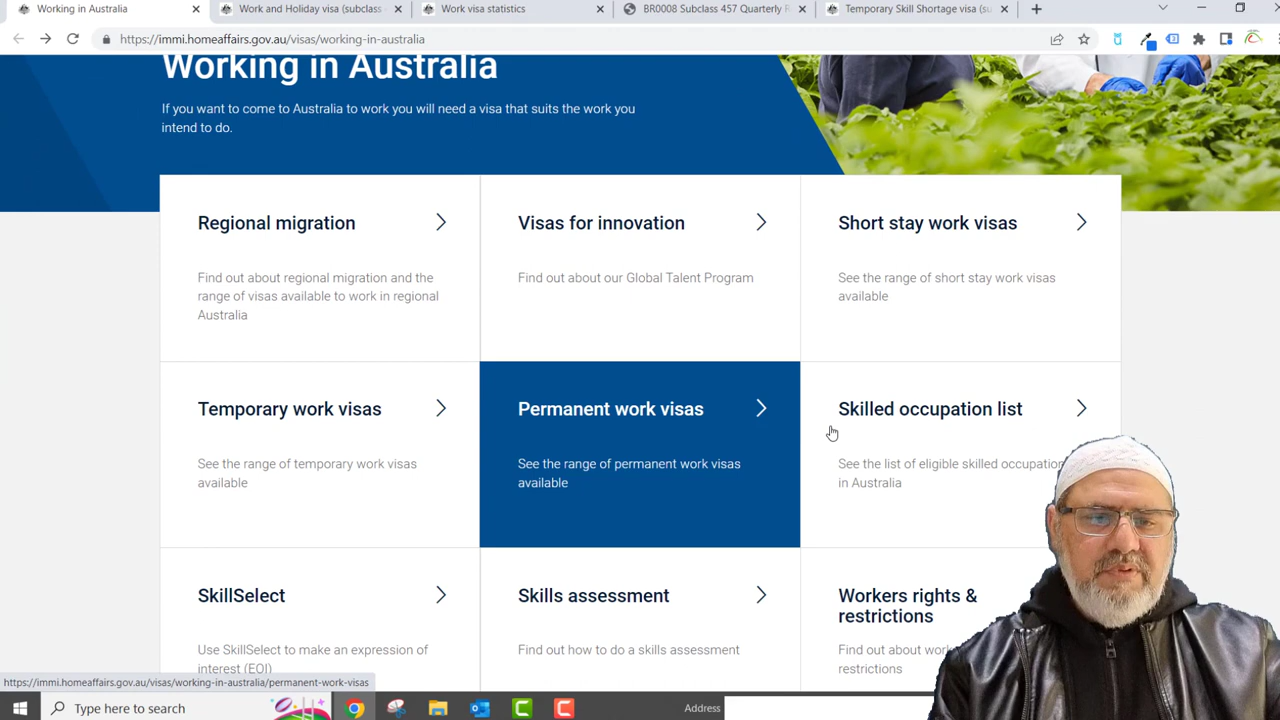 Working in Australia
Work and Holiday visa (subclass
Work visa statistics
BR0008 Subclass 457 Quarterly R
Temporary Skill Shortage visa (su
https://immi.homeaffairs.gov.au/visas/working-in-australia
Working in Australia
If you want to come to Australia to work you will need a visa that suits the work you
intend to do.
Regional migration
Find out about regional migration and the
range of visas available to work in regional
Australia
Visas for innovation
Find out about our Global Talent Program
Short stay work visas
See the range of short stay work visas
available
Temporary work visas
See the range of temporary work visas
available
Permanent work visas
See the range of permanent work visas
available
Skilled occupation list
See the list of eligible skilled occupation
in Australia
SkillSelect
Use SkillSelect to make an expression of
interest (EOI)
Skills assessment
Find out how to do a skills assessment
Workers rights &
restrictions
Find out about
restrictions
https://immi.homeaffairs.gov.au/visas/working-in-australia/permanent-work-visas
Type here to search
Address